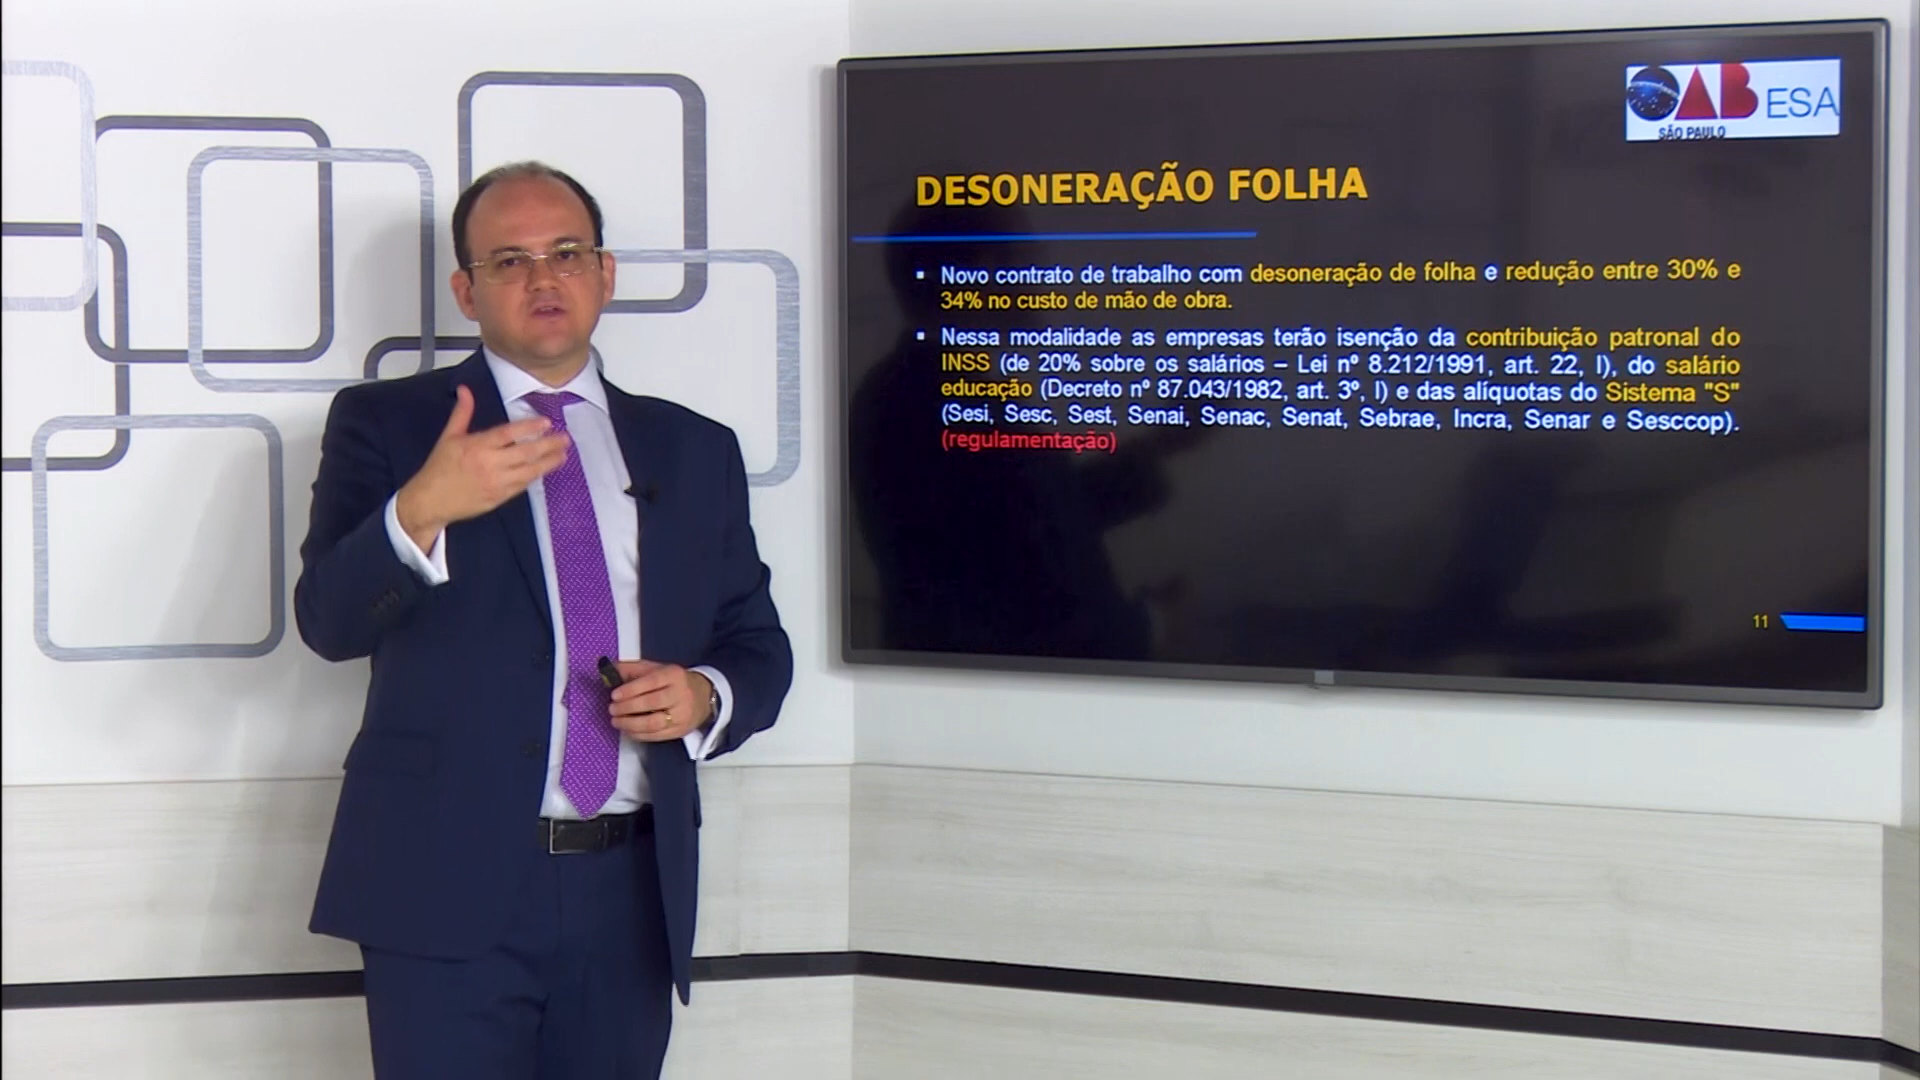 OAB ESA
SÃO PAULO
DESONERAÇÃO FOLHA
▪ Novo contrato de trabalho com desoneração de folha e redução entre 30% e
34% no custo de mão de obra.
▪ Nessa modalidade as empresas terão isenção da contribuição patronal do
INSS (de 20% sobre os salários – Lei nº 8.212/1991, art. 22, I), do salário
educação (Decreto nº 87.043/1982, art. 3º, I) e das alíquotas do Sistema "S"
(Sesi, Sesc, Sest, Senai, Senac, Senat, Sebrae, Incra, Senar e Sesccop).
(regulamentação)
11